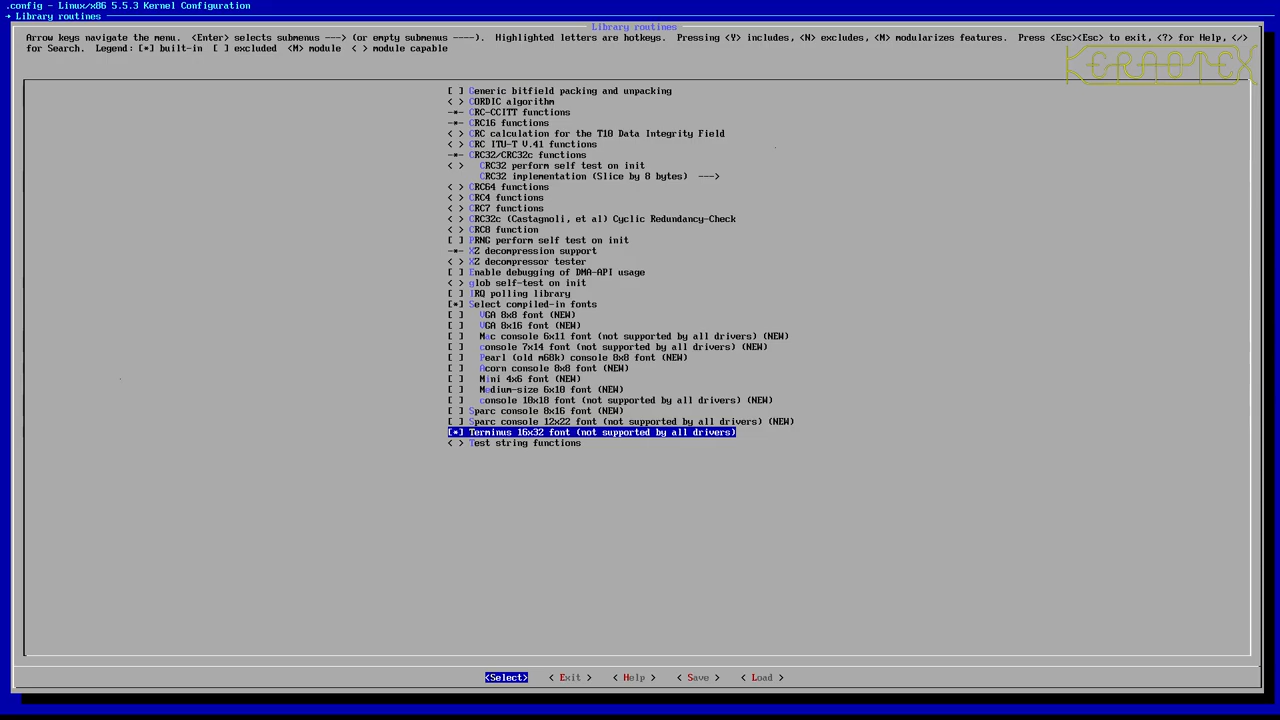 .config - Linux/x86 5.5.3 Kernel Configuration
→ Library routines
Library routines
Arrow keys navigate the menu.  <Enter> selects submenus ---> (or empty submenus ----).  Highlighted letters are hotkeys.  Pressing <Y> includes, <N> excludes, <M> modularizes features.  Press <Esc><Esc> to exit, <?> for Help, </>
for Search.  Legend: [*] built-in  [ ] excluded  <M> module  < > module capable
KERAOTEX
[ ] Generic bitfield packing and unpacking
< > CORDIC algorithm
-*- CRC-CCITT functions
-*- CRC16 functions
< > CRC calculation for the T10 Data Integrity Field
< > CRC ITU-T V.41 functions
-*- CRC32/CRC32c functions
< >   CRC32 perform self test on init
CRC32 implementation (Slice by 8 bytes)  --->
< > CRC64 functions
< > CRC4 functions
< > CRC7 functions
< > CRC32c (Castagnoli, et al) Cyclic Redundancy-Check
< > CRC8 function
[ ] PRNG perform self test on init
-*- XZ decompression support
< > XZ decompressor tester
[ ] Enable debugging of DMA-API usage
< > glob self-test on init
[ ] IRQ polling library
[*] Select compiled-in fonts
[ ]   VGA 8x8 font (NEW)
[ ]   VGA 8x16 font (NEW)
[ ]   Mac console 6x11 font (not supported by all drivers) (NEW)
[ ]   console 7x14 font (not supported by all drivers) (NEW)
[ ]   Pearl (old m68k) console 8x8 font (NEW)
[ ]   Acorn console 8x8 font (NEW)
[ ]   Mini 4x6 font (NEW)
[ ]   Medium-size 6x10 font (NEW)
[ ]   console 10x18 font (not supported by all drivers) (NEW)
[ ] Sparc console 8x16 font (NEW)
[ ] Sparc console 12x22 font (not supported by all drivers) (NEW)
[*] Terminus 16x32 font (not supported by all drivers)
< > Test string functions
<Select>    < Exit >    < Help >    < Save >    < Load >